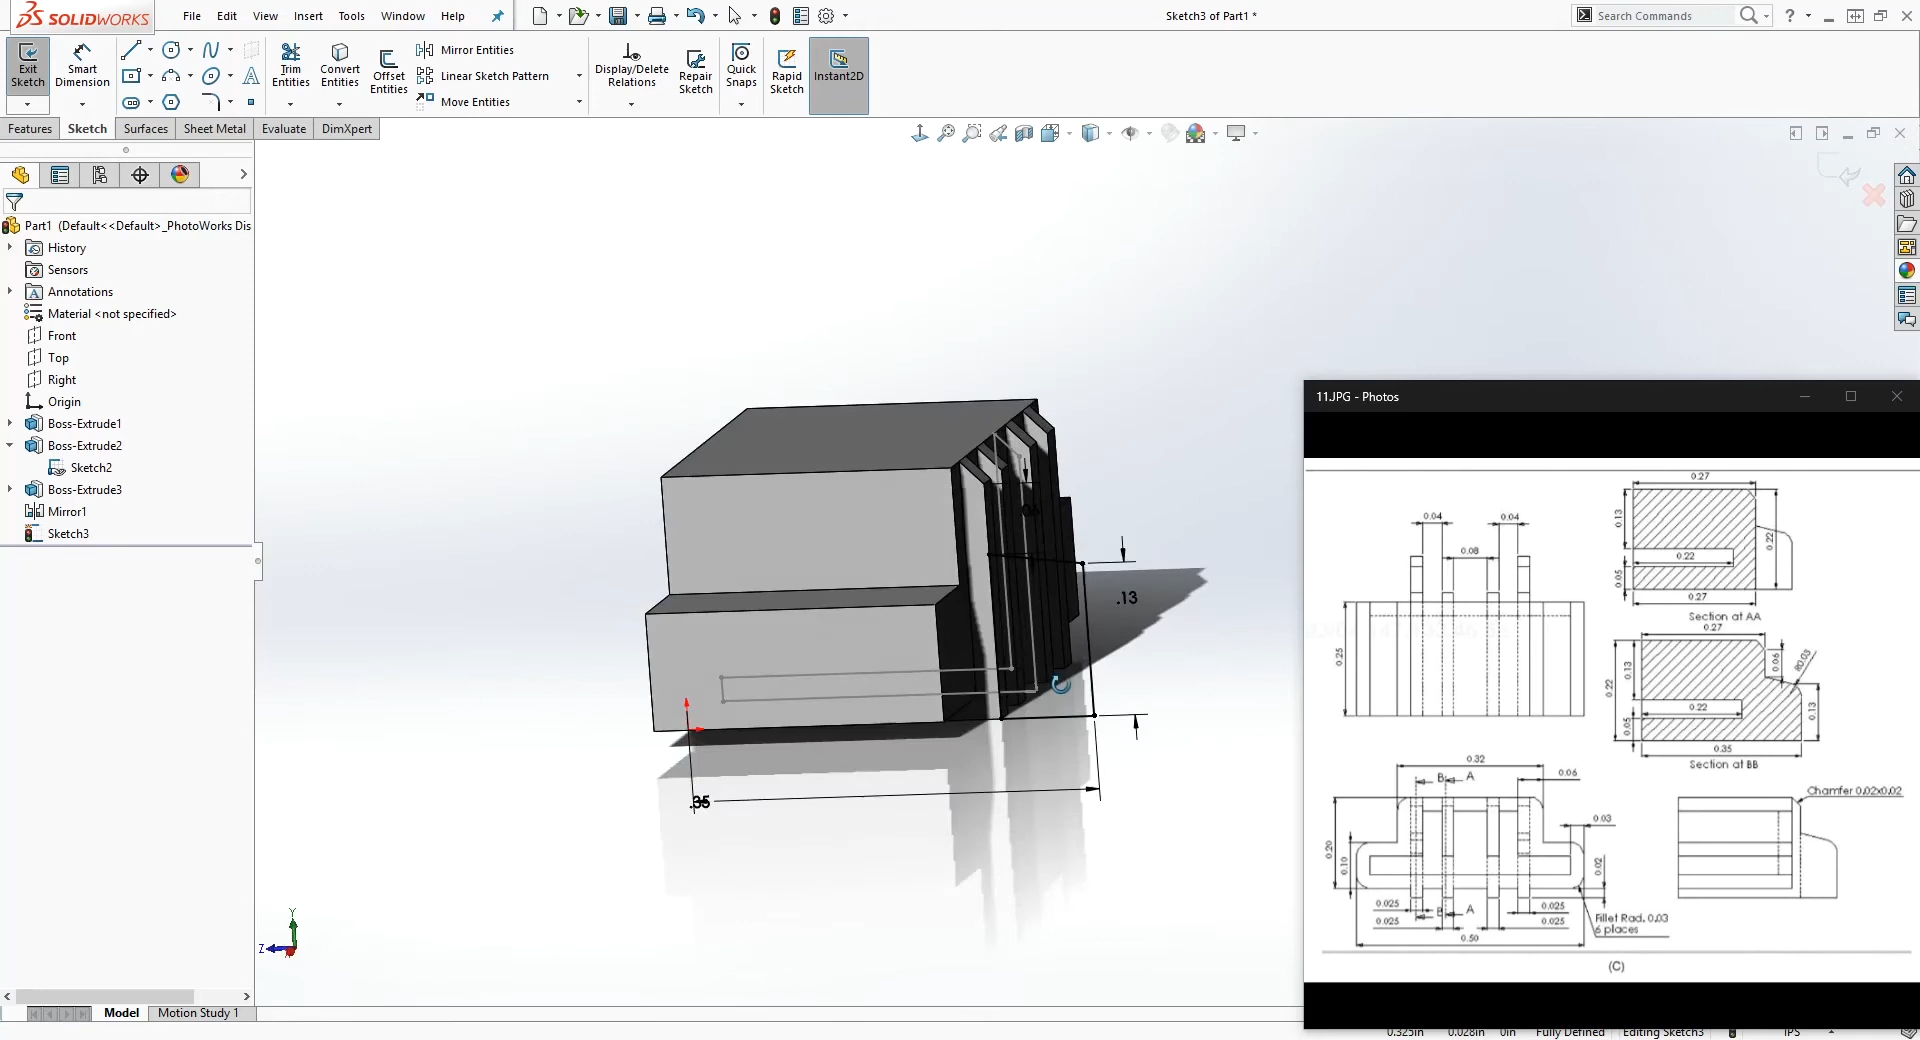 SOLIDWORKS
File Edit View Insert Tools Window Help
Sketch3 of Part1 *
Search Commands
Exit Sketch
Smart Dimension
Trim Entities
Convert Entities
Offset Entities
Mirror Entities
Linear Sketch Pattern
Move Entities
Display/Delete Relations
Repair Sketch
Quick Snaps
Rapid Sketch
Instant2D
Features Sketch Surfaces Sheet Metal Evaluate DimXpert
Part1 (Default<<Default>_PhotoWorks Dis
History
Sensors
Annotations
Material <not specified>
Front
Top
Right
Origin
Boss-Extrude1
Boss-Extrude2
Sketch2
Boss-Extrude3
Mirror1
Sketch3
.13
.35
Y
Z
11.JPG - Photos
0.27
0.04 0.04
0.13
0.08
0.22
0.22
0.05
0.27
Section at AA
0.27
0.25
0.22
0.13
0.06
R0.03
0.22
0.13
0.05
0.35
Section at BB
0.32
B A
0.06
Chamfer 0.02x0.02
0.03
0.20
0.10
0.02
0.025 0.025
B A
0.025 0.025
0.50
Fillet Rad. 0.03
6 places
(C)
Model Motion Study 1
0.325in 0.028in 0in Fully Defined Editing Sketch3 IPS